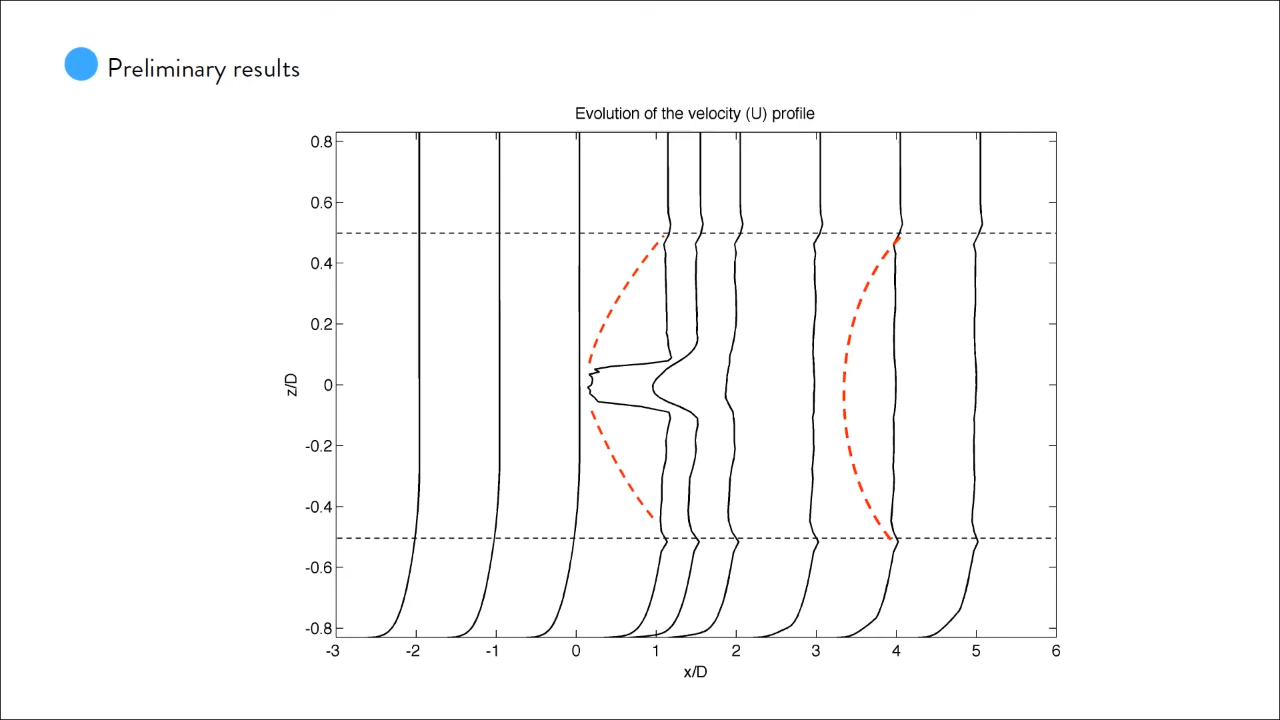 Preliminary results
Evolution of the velocity (U) profile
0.8
0.6
0.4
0.2
0
-0.2
-0.4
-0.6
-0.8
z/D
-3 -2 -1 0 1 2 3 4 5 6
x/D